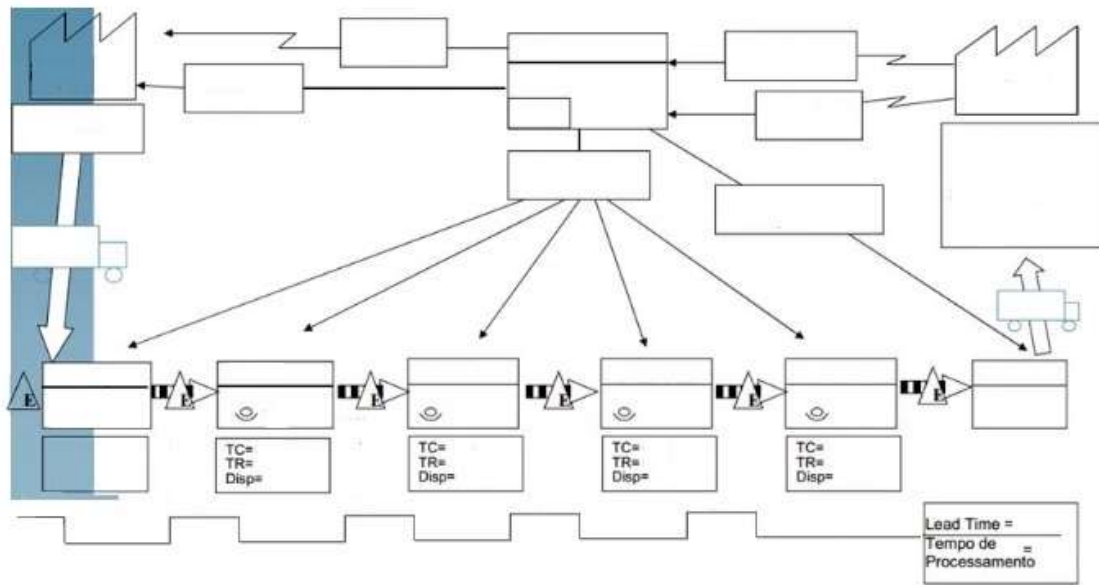 E
E
E
E
E
E
TC=
TR=
Disp=
TC=
TR=
Disp=
TC=
TR=
Disp=
TC=
TR=
Disp=
Lead Time =
Tempo de =
Processamento